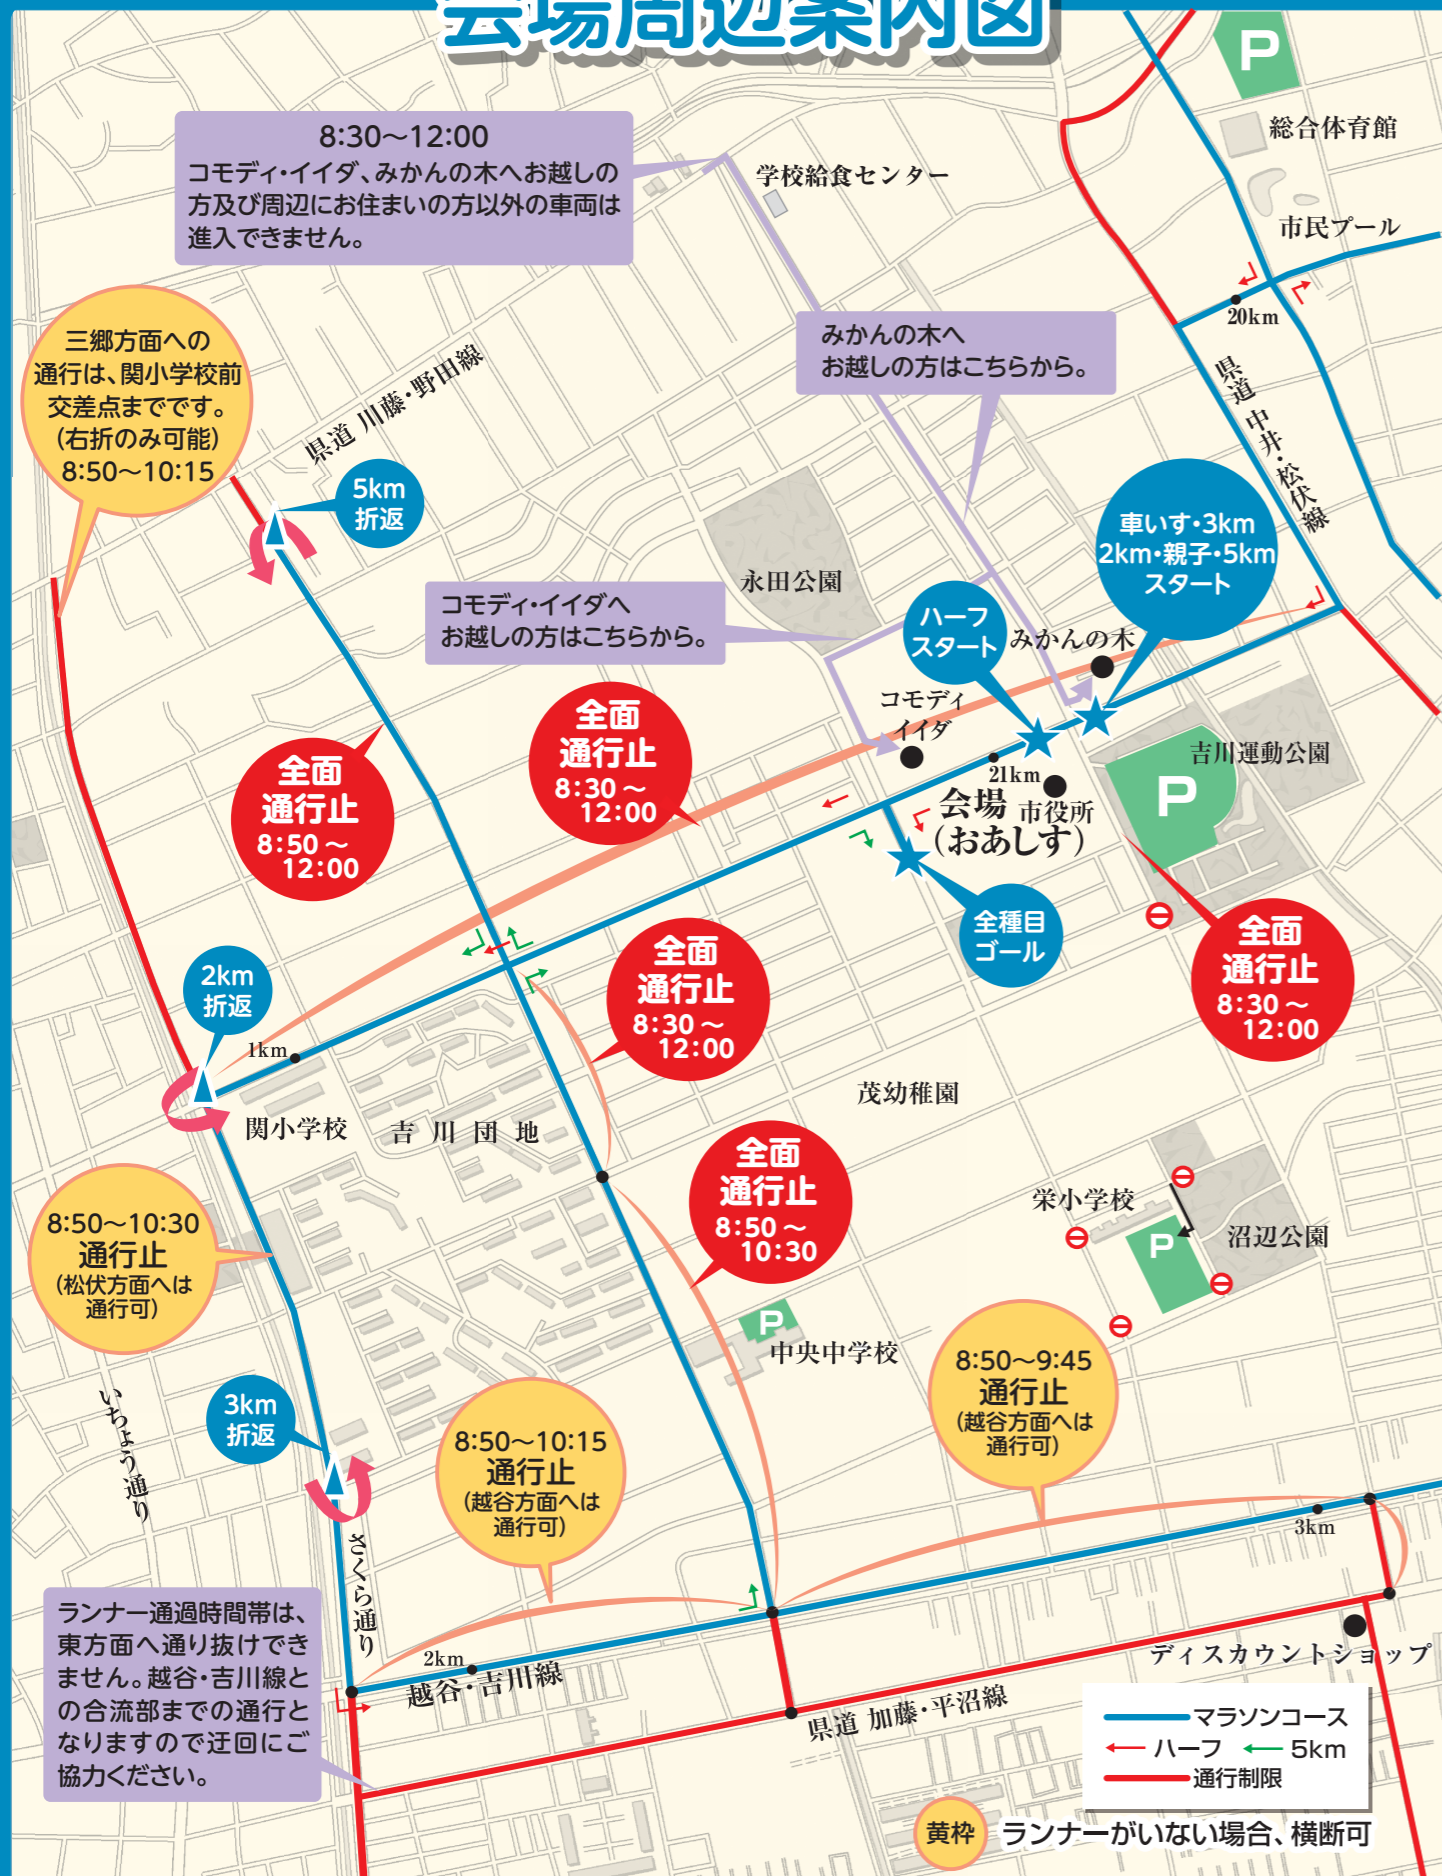 会場周辺案内図
P
総合体育館
8:30～12:00
コモディ・イイダ、みかんの木へお越しの
方及び周辺にお住まいの方以外の車両は
進入できません。
学校給食センター
市民プール
20km
三郷方面への
通行は、関小学校前
交差点までです。
(右折のみ可能)
8:50～10:15
県道 川藤・野田線
みかんの木へ
お越しの方はこちらから。
県道 中井・松伏線
5km
折返
車いす・3km
2km・親子・5km
スタート
永田公園
コモディ・イイダへ
お越しの方はこちらから。
ハーフ
スタート
みかんの木
コモディ
イイダ
全面
通行止
8:30～
12:00
全面
通行止
8:50～
12:00
21km
吉川運動公園
P
会場
(おあしす)
市役所
全種目
ゴール
全面
通行止
8:30～
12:00
全面
通行止
8:30～
12:00
2km
折返
1km
関小学校
吉川団地
茂幼稚園
全面
通行止
8:50～
10:30
栄小学校
P
沼辺公園
8:50～10:30
通行止
(松伏方面へは
通行可)
P
中央中学校
8:50～9:45
通行止
(越谷方面へは
通行可)
いちょう通り
3km
折返
8:50～10:15
通行止
(越谷方面へは
通行可)
3km
さくら通り
ランナー通過時間帯は、
東方面へ通り抜けでき
ません。越谷・吉川線と
の合流部までの通行と
なりますので迂回にご
協力ください。
2km
越谷・吉川線
ディスカウントショップ
県道 加藤・平沼線
マラソンコース
ハーフ 5km
通行制限
黄枠 ランナーがいない場合、横断可